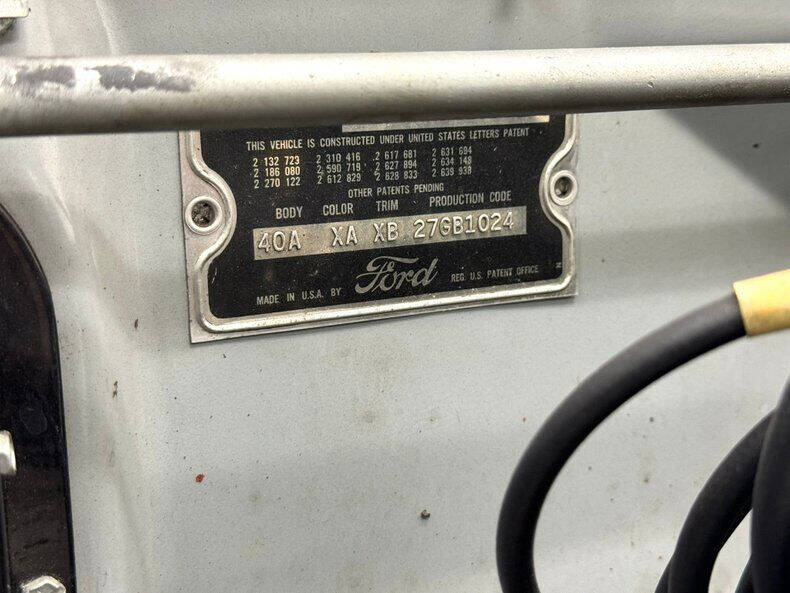 THIS VEHICLE IS CONSTRUCTED UNDER UNITED STATES LETTERS PATENT
2 132 723 2 310 416 2 617 681 2 631 694
2 186 080 2 590 719 2 627 894 2 634 148
2 270 122 2 612 829 2 628 833 2 639 938
OTHER PATENTS PENDING
BODY COLOR TRIM PRODUCTION CODE
40A XA XB 27GB1024
MADE IN U.S.A. BY Ford REG. U.S. PATENT OFFICE